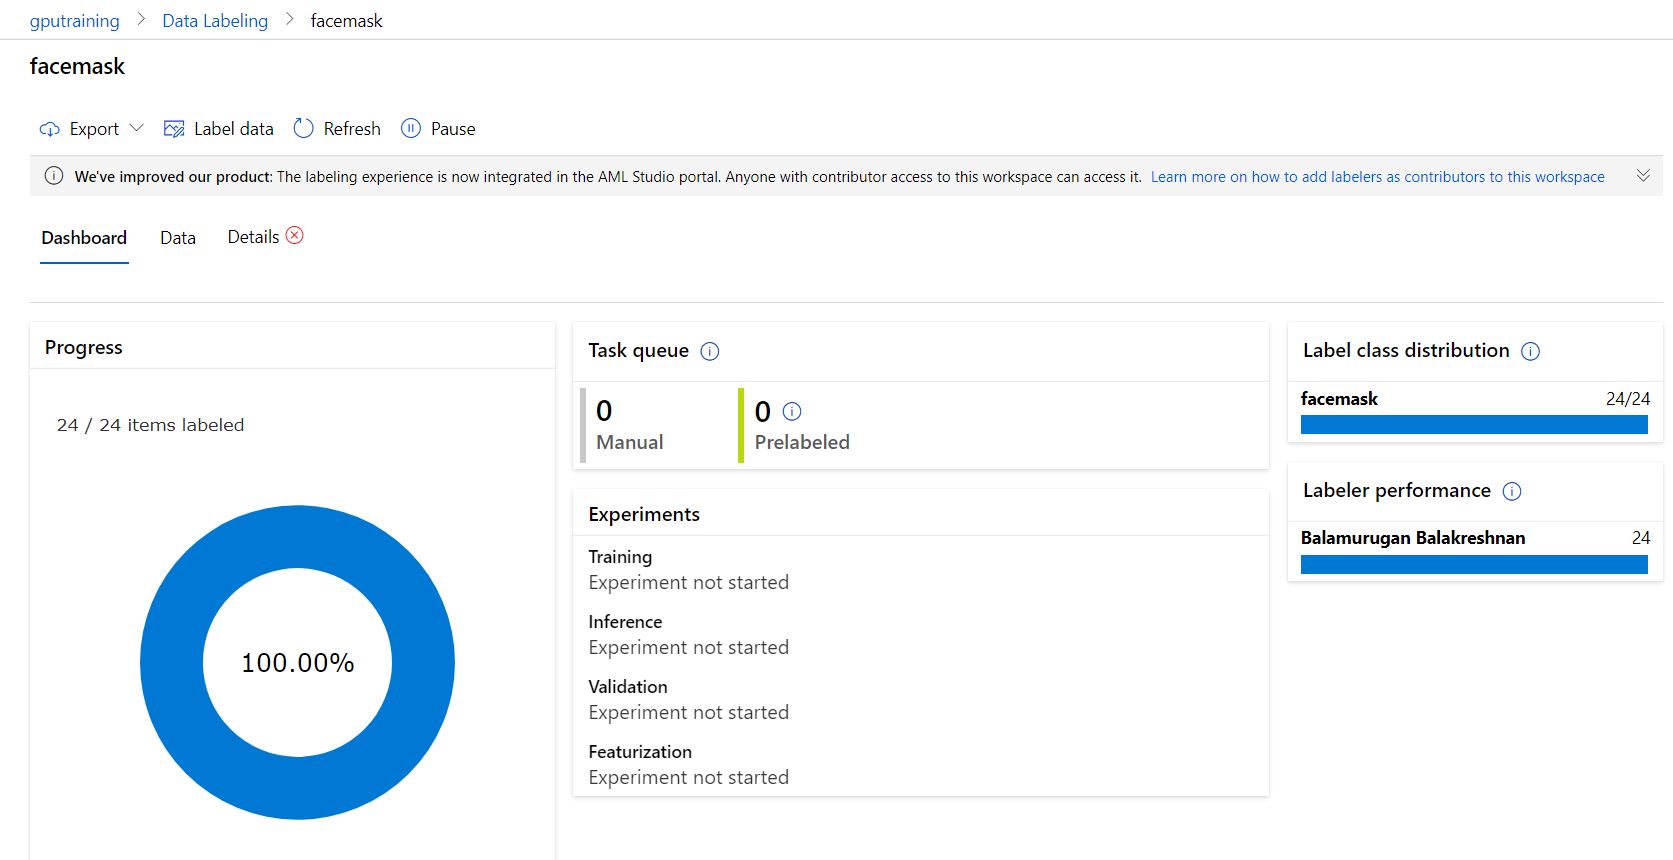 gputraining > Data Labeling > facemask
facemask
Export Label data Refresh Pause
We've improved our product: The labeling experience is now integrated in the AML Studio portal. Anyone with contributor access to this workspace can access it. Learn more on how to add labelers as contributors to this workspace
Dashboard Data Details
Progress
24 / 24 items labeled
100.00%
Task queue
0
Manual
0
Prelabeled
Experiments
Training
Experiment not started
Inference
Experiment not started
Validation
Experiment not started
Featurization
Experiment not started
Label class distribution
facemask 24/24
Labeler performance
Balamurugan Balakreshnan 24